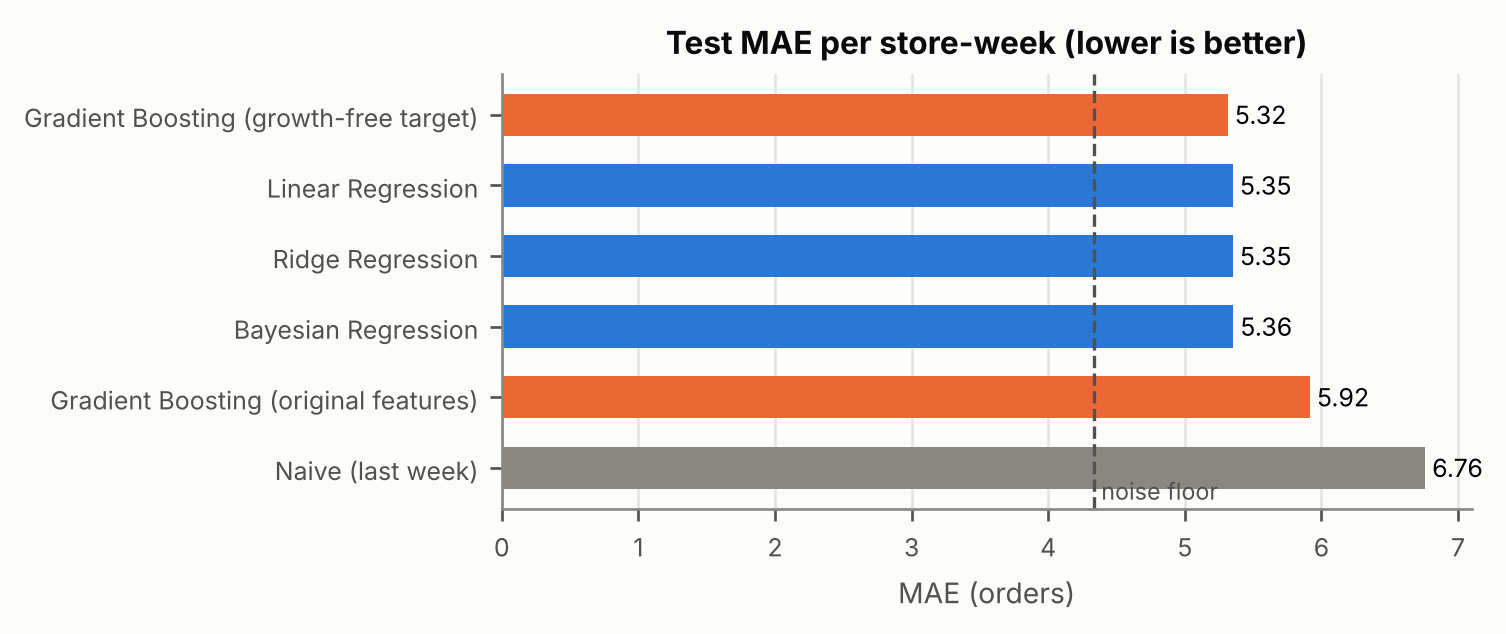 Test MAE per store-week (lower is better)
Gradient Boosting (growth-free target)
5.32
Linear Regression
5.35
Ridge Regression
5.35
Bayesian Regression
5.36
Gradient Boosting (original features)
5.92
Naive (last week)
6.76
noise floor
0 1 2 3 4 5 6 7
MAE (orders)